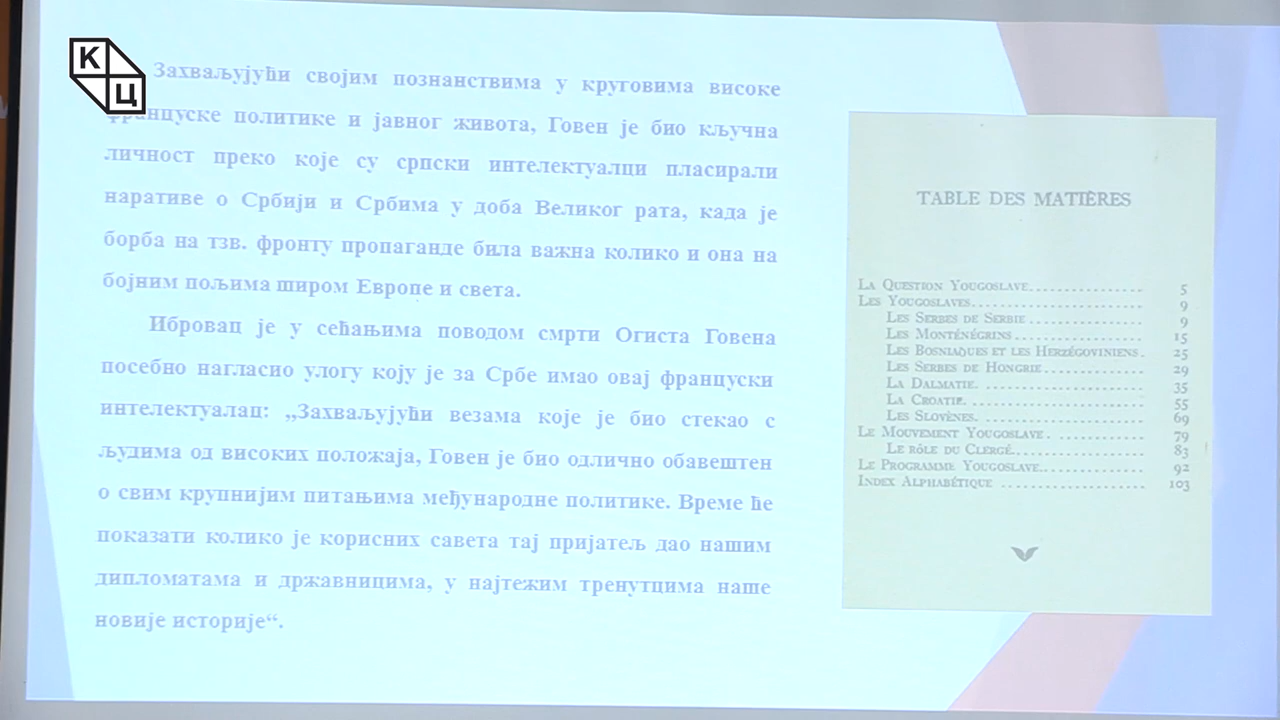 К
Ц
Захваљујући својим познанствима у круговима високе
француске политике и јавног живота, Говен је био кључна
личност преко које су српски интелектуалци пласирали
наративе о Србији и Србима у доба Великог рата, када је
борба на тзв. фронту пропаганде била важна колико и она на
бојним пољима широм Европе и света.
Ибровац је у сећањима поводом смрти Огиста Говена
посебно нагласио улогу коју је за Србе имао овај француски
интелектуалац: „Захваљујући везама које је био стекао с
људима од високих положаја, Говен је био одлично обавештен
о свим крупнијим питањима међународне политике. Време ће
показати колико је корисних савета тај пријатељ дао нашим
дипломатама и државницима, у најтежим тренутцима наше
новије историје“.
TABLE DES MATIÈRES
LA QUESTION YOUGOSLAVE 5
LES YOUGOSLAVES 9
LES SERBES DE SERBIE 9
LES MONTÉNÉGRINS 15
LES BOSNIAQUES ET LES HERZÉGOVINIENS 25
LES SERBES DE HONGRIE 29
LA DALMATIE 35
LA CROATIE 55
LES SLOVÈNES 69
LE MOUVEMENT YOUGOSLAVE 79
LE RÔLE DU CLERGÉ 83
LE PROGRAMME YOUGOSLAVE 92
INDEX ALPHABÉTIQUE 103